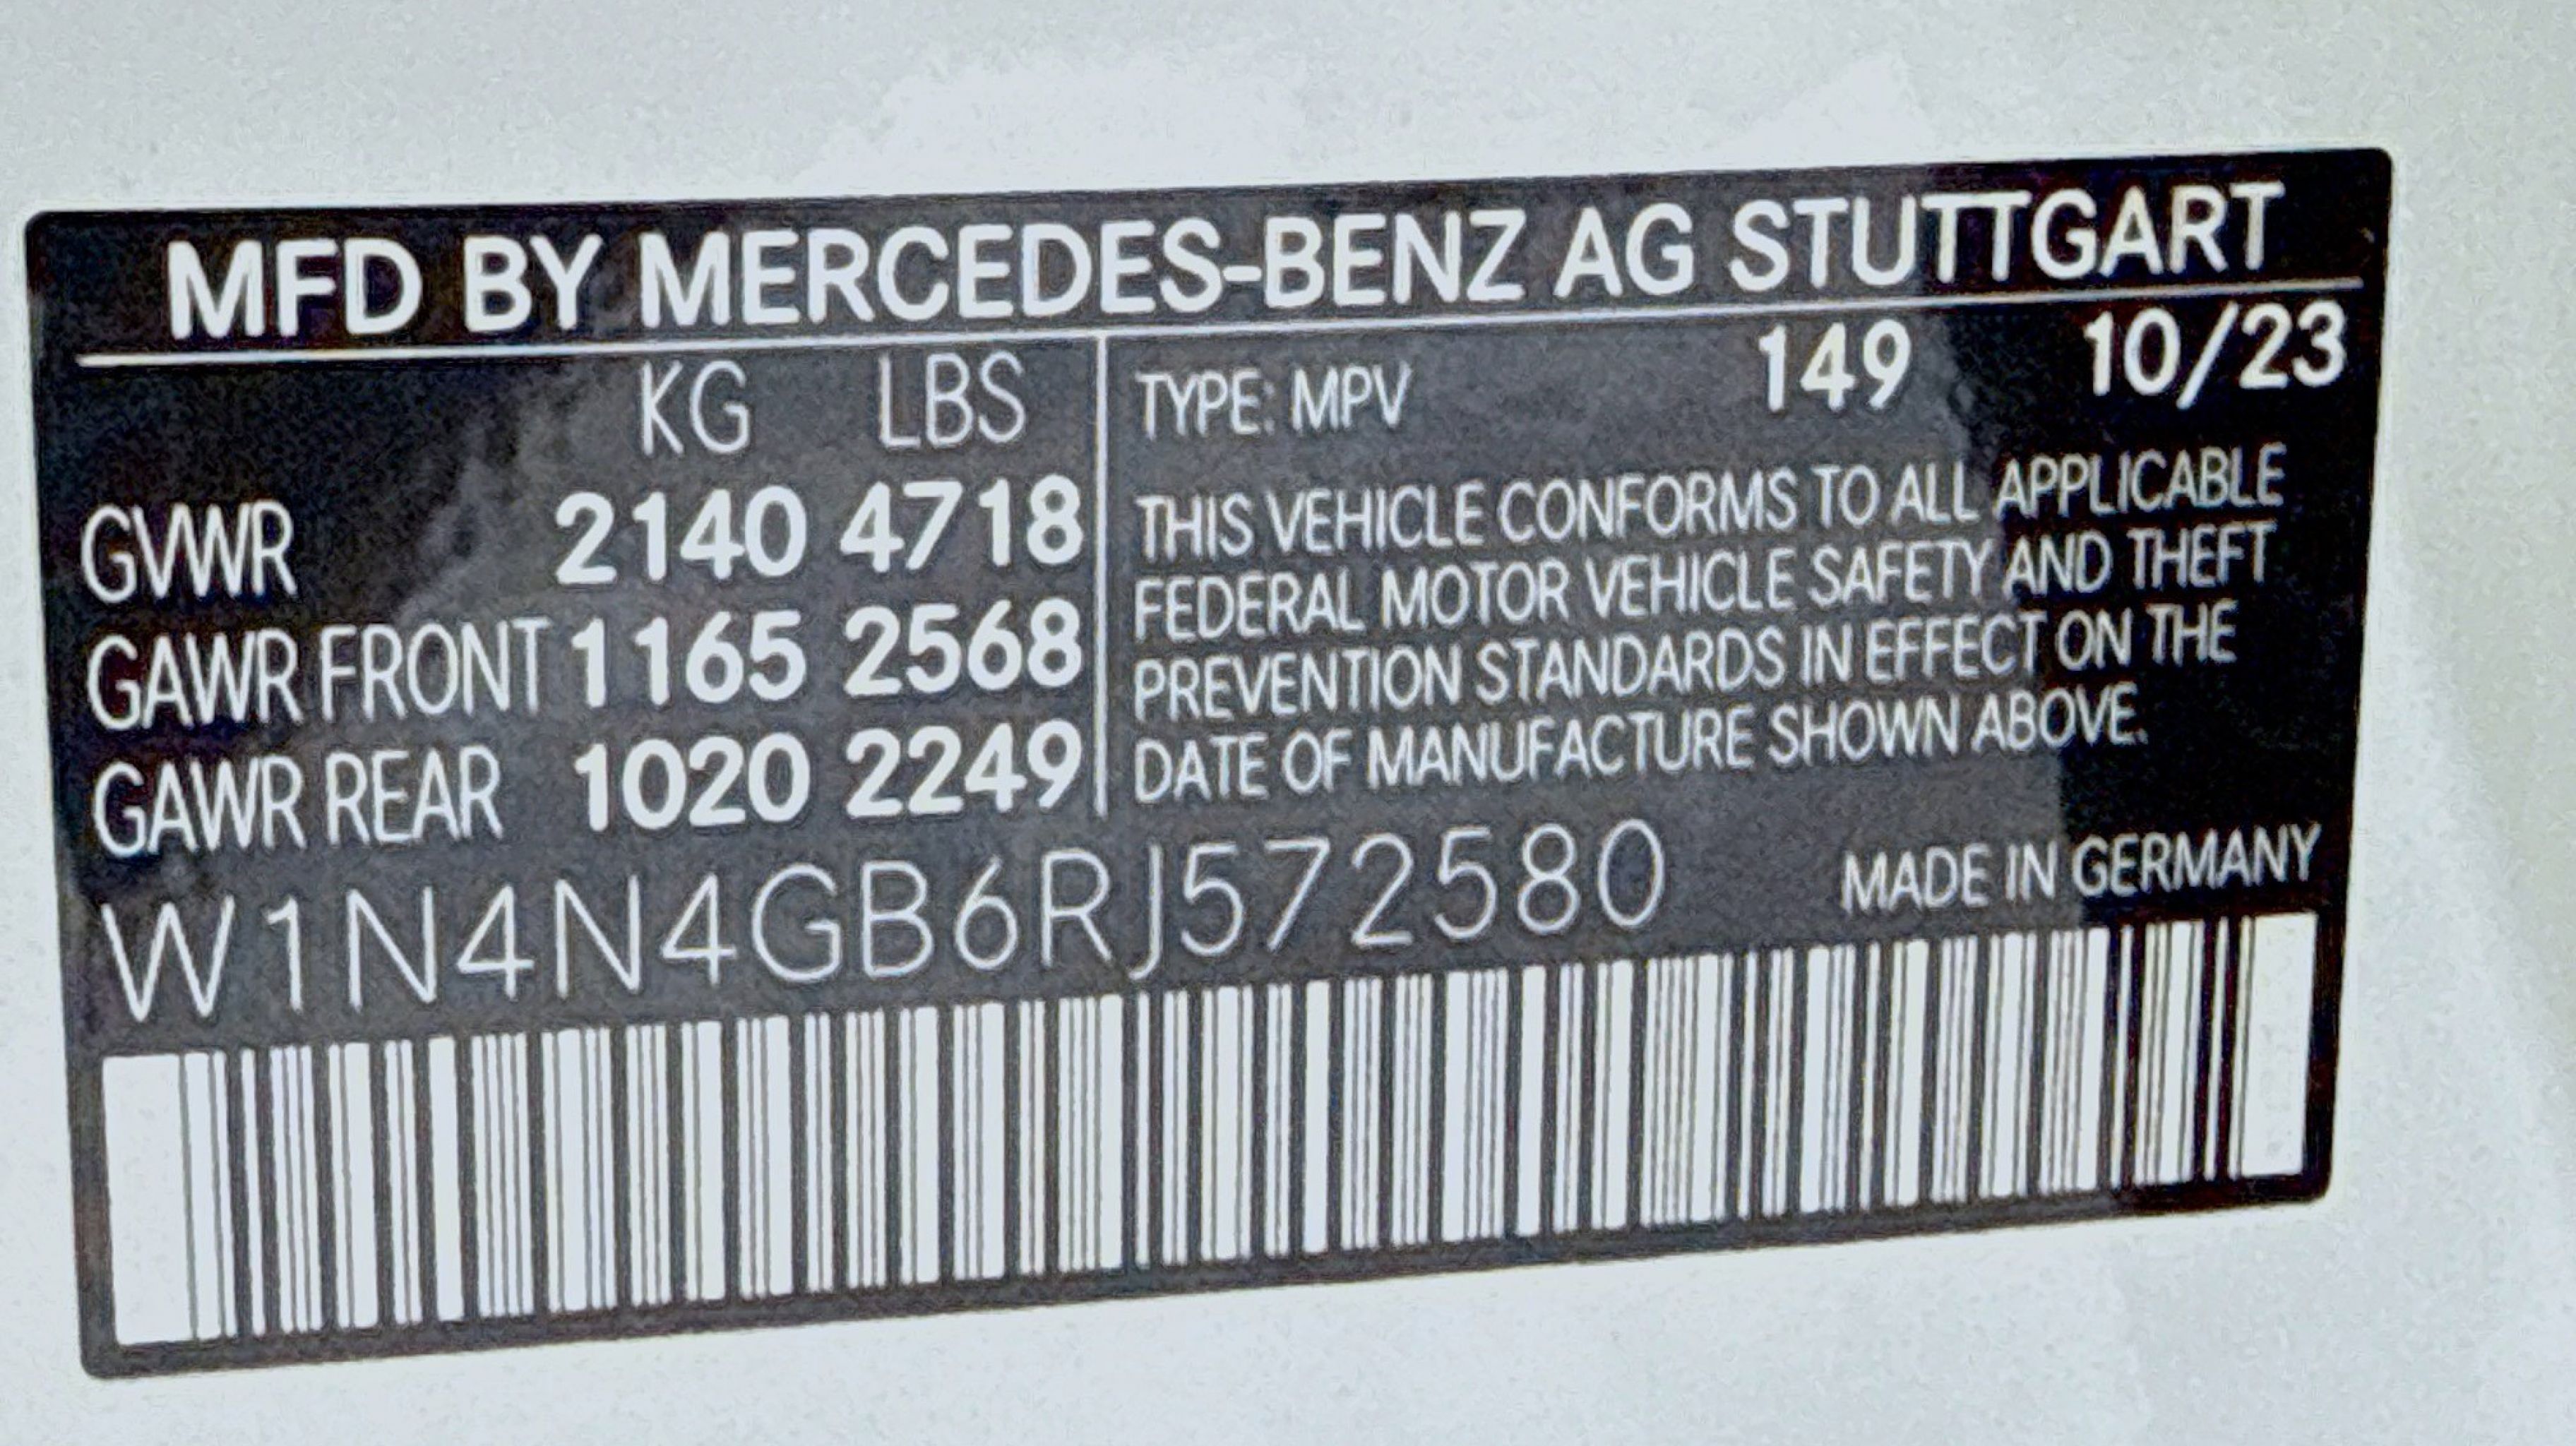 MFD BY MERCEDES-BENZ AG STUTTGART
KG LBS
GVWR 2140 4718
GAWR FRONT 1165 2568
GAWR REAR 1020 2249
TYPE: MPV 149 10/23
THIS VEHICLE CONFORMS TO ALL APPLICABLE
FEDERAL MOTOR VEHICLE SAFETY AND THEFT
PREVENTION STANDARDS IN EFFECT ON THE
DATE OF MANUFACTURE SHOWN ABOVE.
W1N4N4GB6RJ572580
MADE IN GERMANY